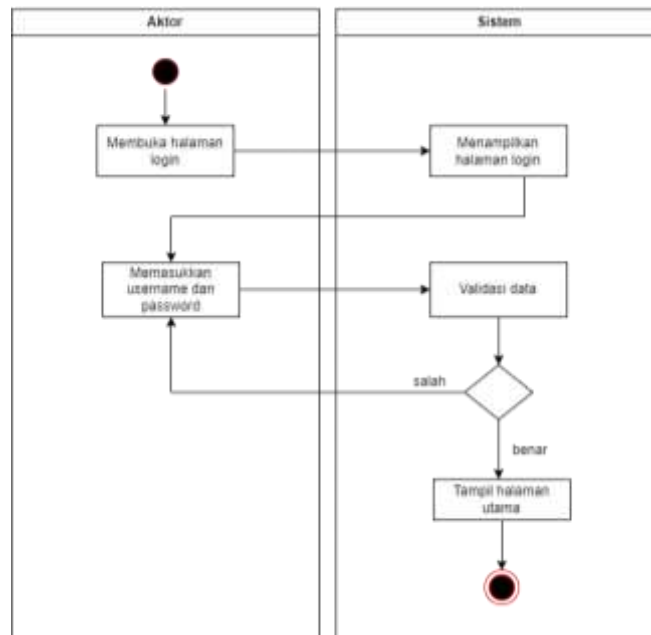 Aktor
Sistem
Membuka halaman
login
Menampilkan
halaman login
Memasukkan
username dan
password
Validasi data
salah
benar
Tampil halaman
utama